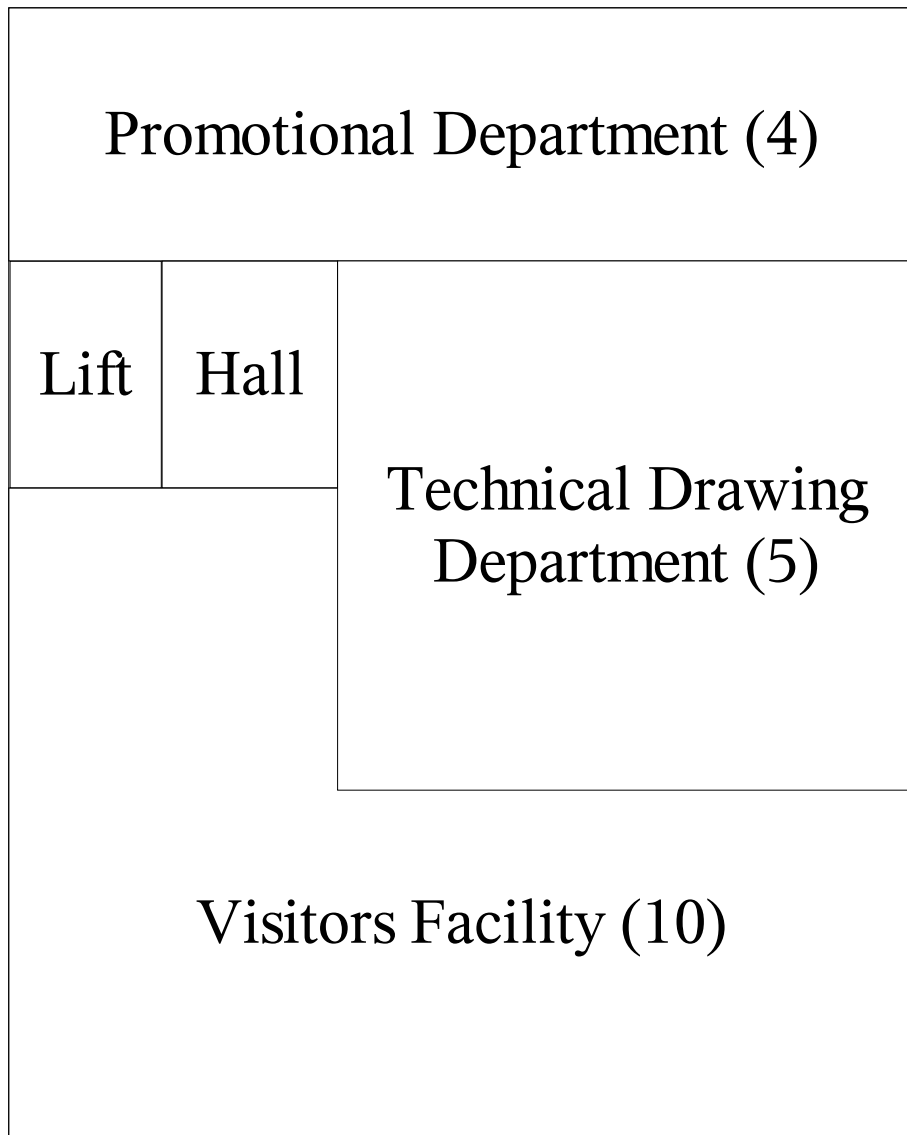 Promotional Department (4)
Lift
Hall
Technical Drawing
Department (5)
Visitors Facility (10)